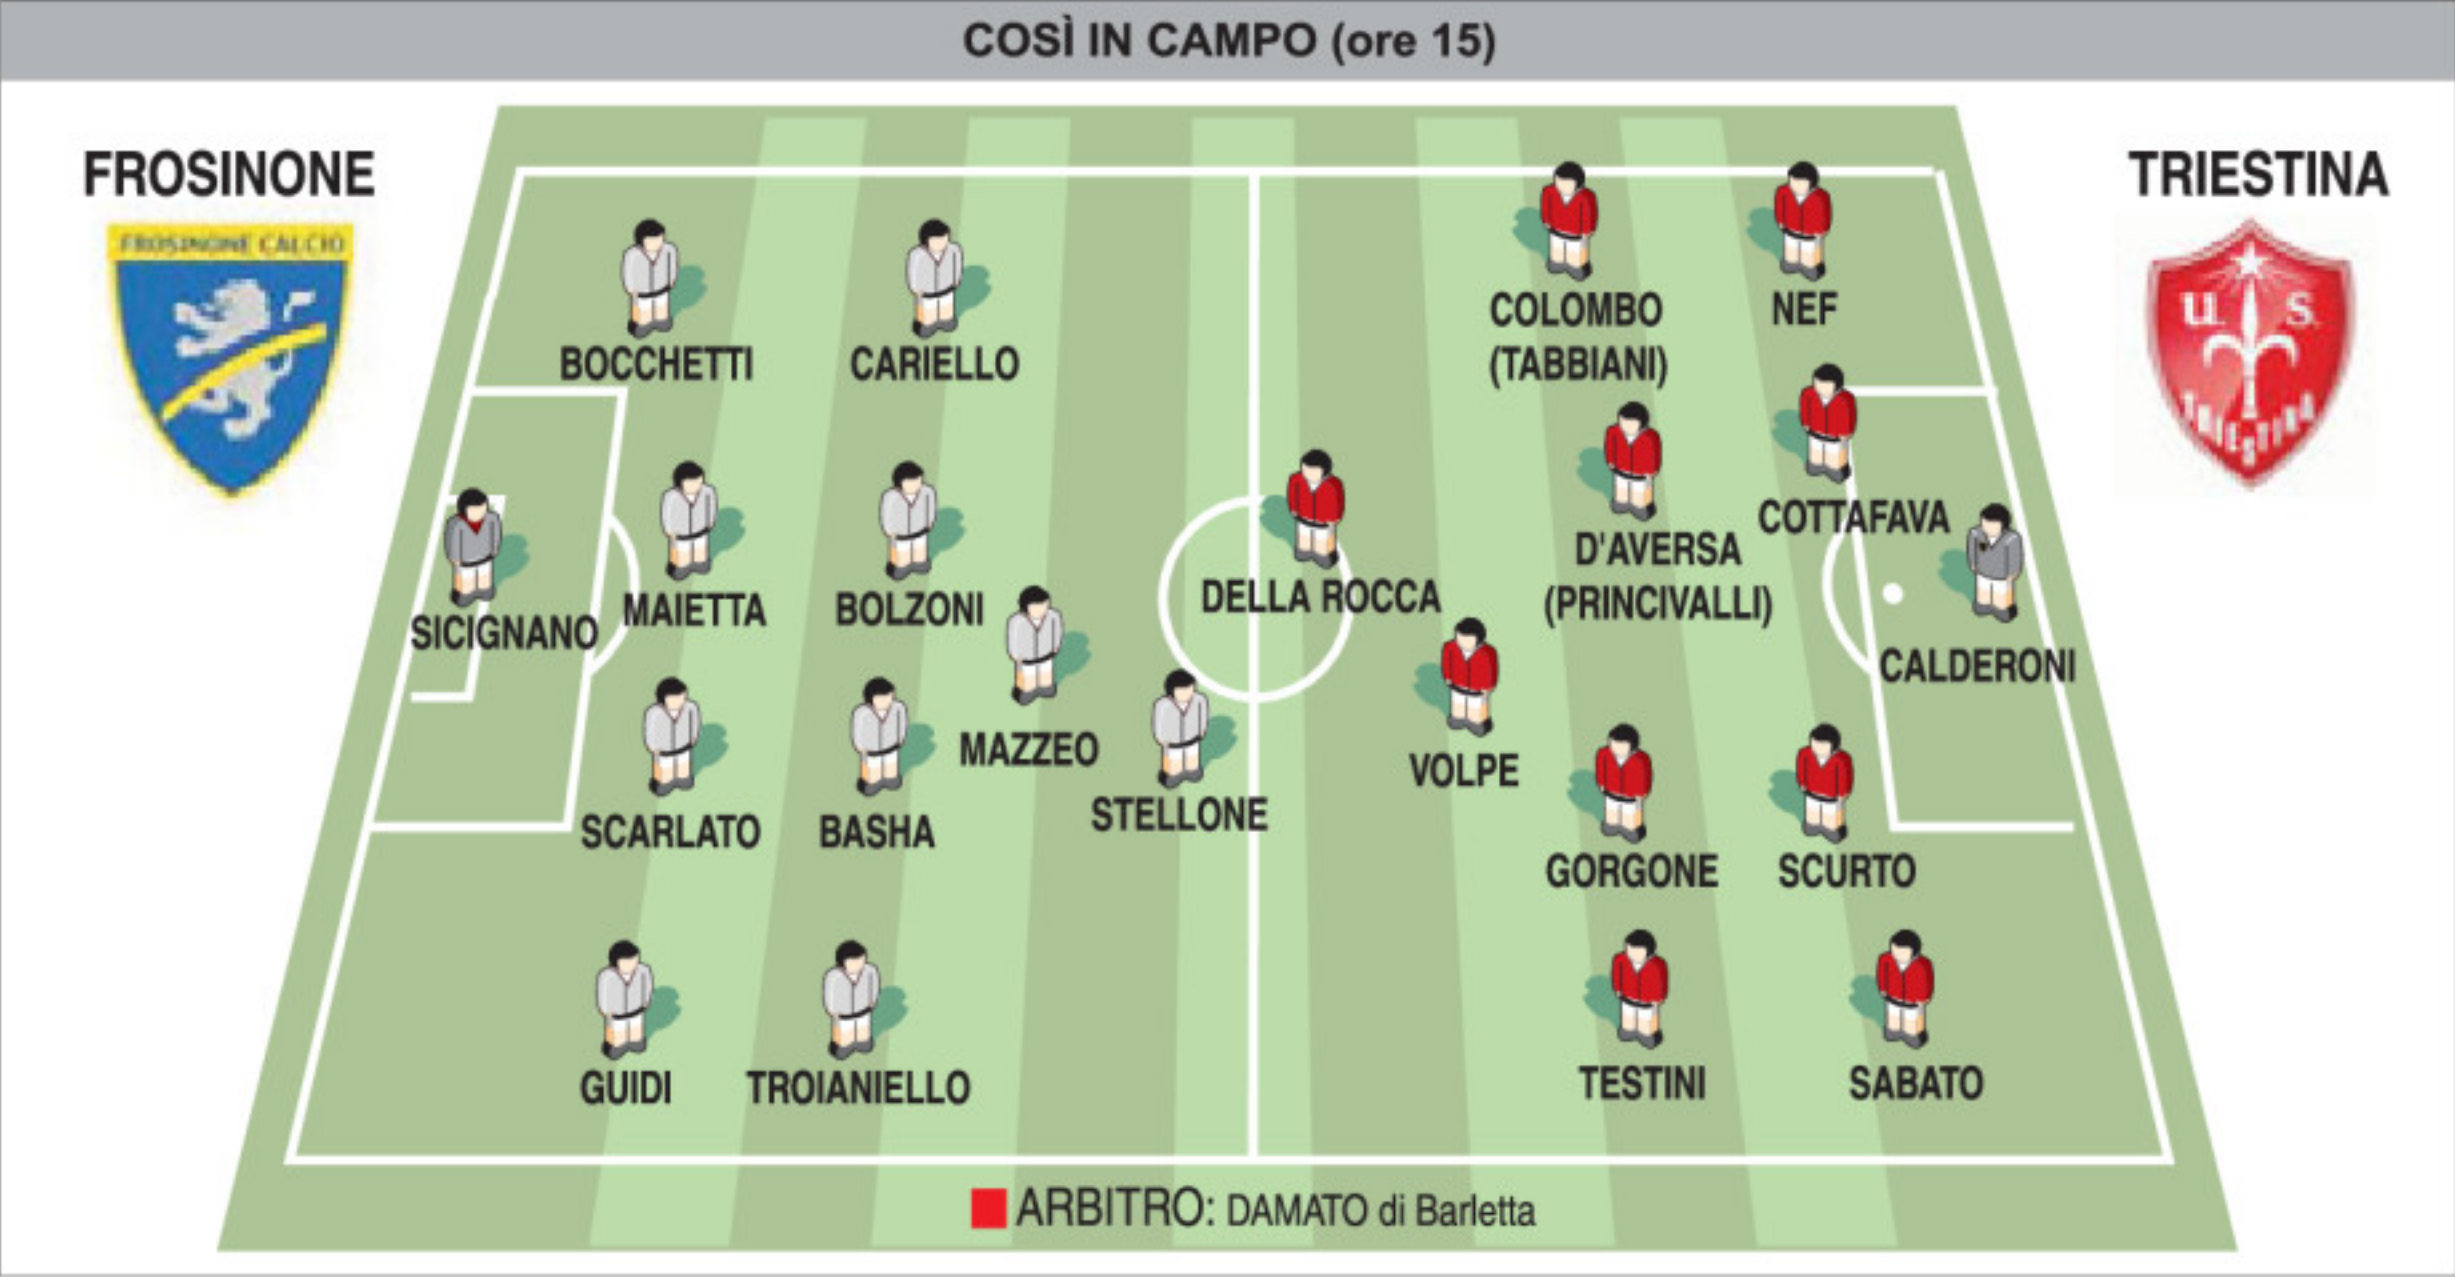 COSÌ IN CAMPO (ore 15)
FROSINONE
FROSINONE CALCIO
BOCCHETTI
CARIELLO
SICIGNANO
MAIETTA
BOLZONI
MAZZEO
SCARLATO
BASHA
STELLONE
GUIDI
TROIANIELLO
TRIESTINA
U. S.
TRIESTINA
COLOMBO
(TABBIANI)
NEF
COTTAFAVA
D'AVERSA
(PRINCIVALLI)
DELLA ROCCA
CALDERONI
VOLPE
GORGONE
SCURTO
TESTINI
SABATO
ARBITRO: DAMATO di Barletta